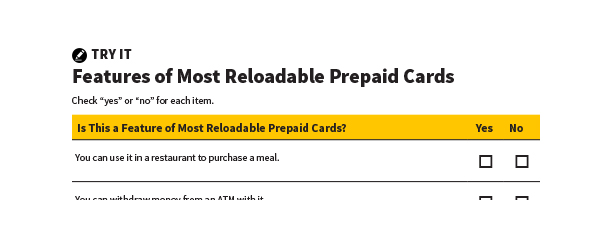 TRY IT
Features of Most Reloadable Prepaid Cards
Check “yes” or “no” for each item.
Is This a Feature of Most Reloadable Prepaid Cards? Yes No
You can use it in a restaurant to purchase a meal.
You can withdraw money from an ATM with it.